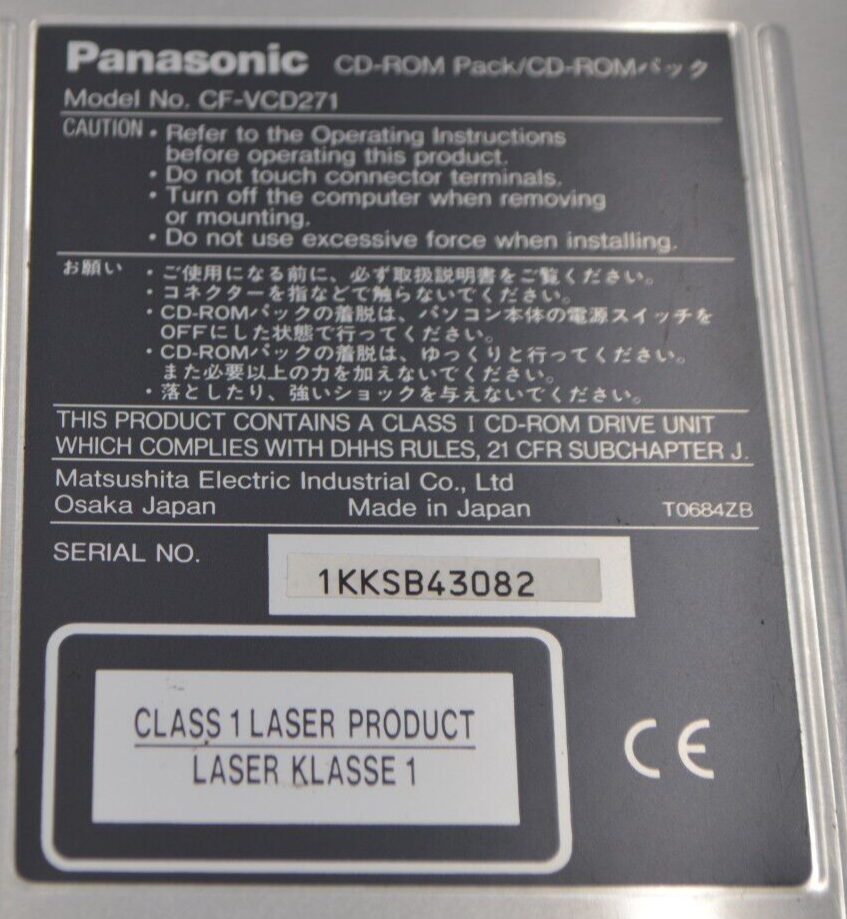 Panasonic CD-ROM Pack/CD-ROMパック
Model No. CF-VCD271
CAUTION • Refer to the Operating Instructions
before operating this product.
• Do not touch connector terminals.
• Turn off the computer when removing
or mounting.
• Do not use excessive force when installing.
お願い ・ご使用になる前に、必ず取扱説明書をご覧ください。
・コネクターを指などで触らないでください。
・CD-ROMパックの着脱は、パソコン本体の電源スイッチを
OFFにした状態で行ってください。
・CD-ROMパックの着脱は、ゆっくりと行ってください。
また必要以上の力を加えないでください。
・落としたり、強いショックを与えないでください。
THIS PRODUCT CONTAINS A CLASS I CD-ROM DRIVE UNIT
WHICH COMPLIES WITH DHHS RULES, 21 CFR SUBCHAPTER J.
Matsushita Electric Industrial Co., Ltd
Osaka Japan Made in Japan T0684ZB
SERIAL NO. 1KKSB43082
CLASS 1 LASER PRODUCT
LASER KLASSE 1
CE